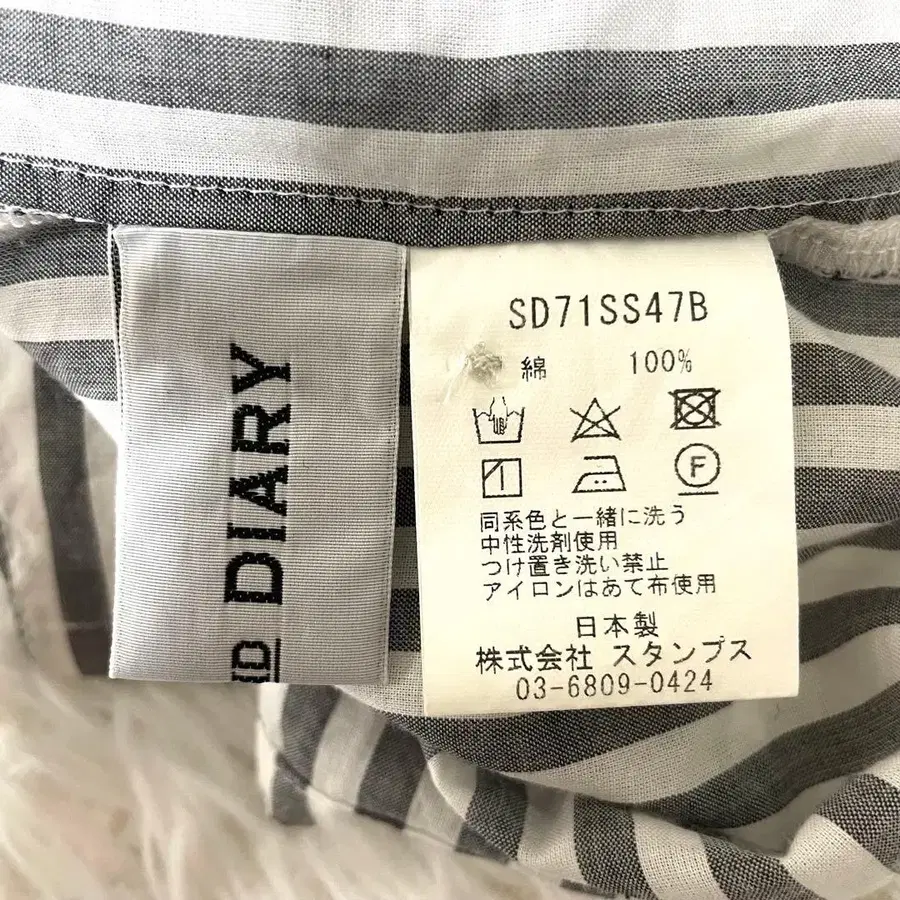 DIARY
SD71SS47B
綿 100%
F
同系色と一緒に洗う
中性洗剤使用
つけ置き洗い禁止
アイロンはあて布使用
日本製
株式会社 スタンプス
03-6809-0424